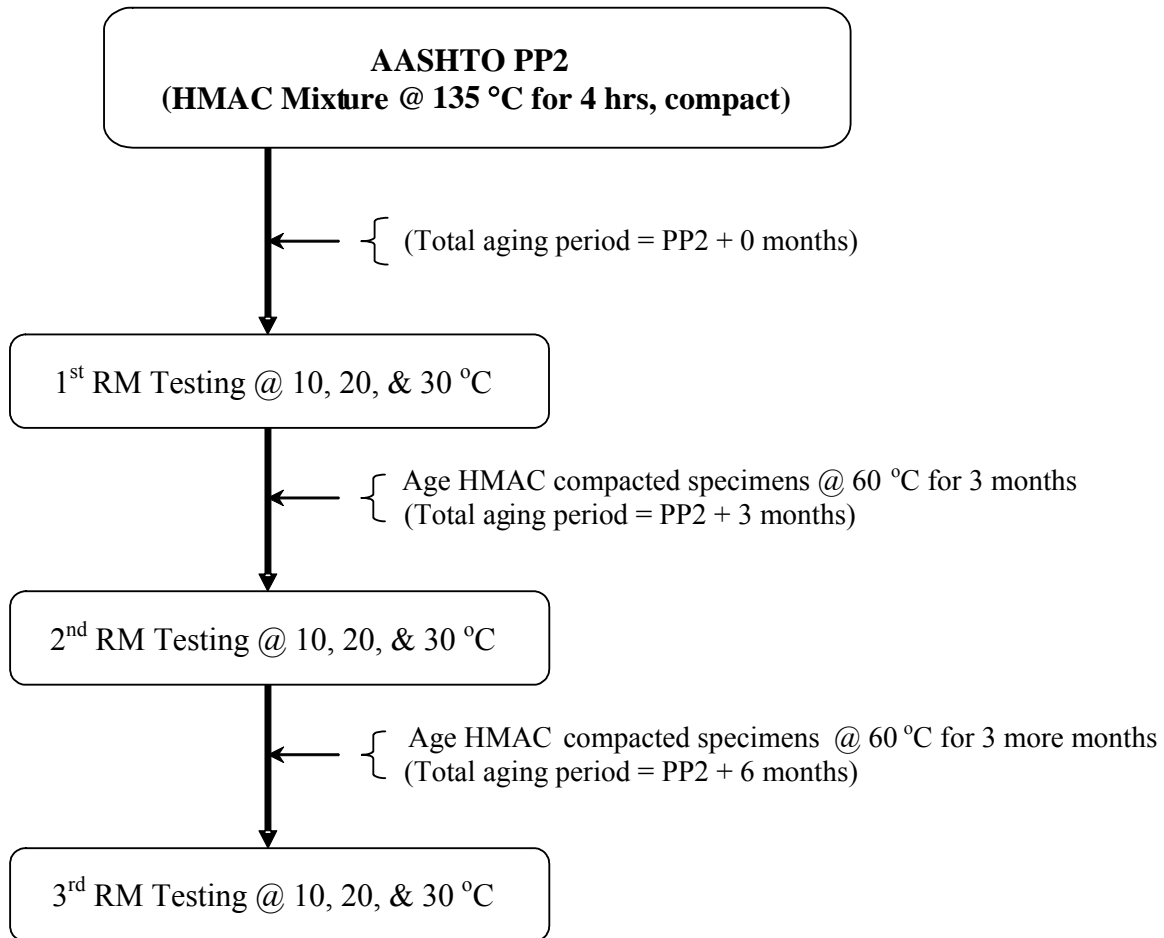 AASHTO PP2
(HMAC Mixture @ 135 °C for 4 hrs, compact)
(Total aging period = PP2 + 0 months)
1st RM Testing @ 10, 20, & 30 °C
Age HMAC compacted specimens @ 60 °C for 3 months
(Total aging period = PP2 + 3 months)
2nd RM Testing @ 10, 20, & 30 °C
Age HMAC compacted specimens @ 60 °C for 3 more months
(Total aging period = PP2 + 6 months)
3rd RM Testing @ 10, 20, & 30 °C